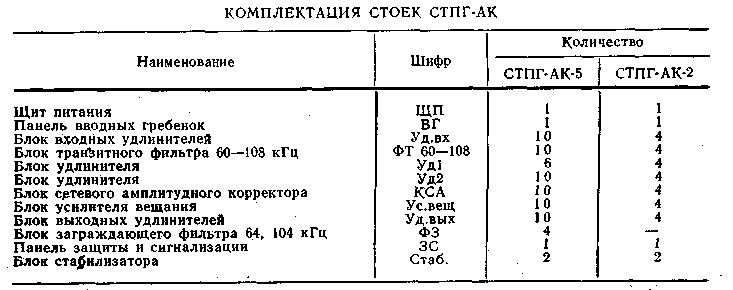 КОМПЛЕКТАЦИЯ СТОЕК СТПГ-АК
Наименование Шифр Количество
СТПГ-АК-5 СТПГ-АК-2
Щит питания ЩП 1 1
Панель вводных гребенок ВГ 1 1
Блок входных удлинителей Уд.вх 10 4
Блок транзитного фильтра 60—108 кГц ФТ 60—108 10 4
Блок удлинителя Уд1 6 4
Блок удлинителя Уд2 10 4
Блок сетевого амплитудного корректора КСА 10 4
Блок усилителя вещания Ус.вещ 10 4
Блок выходных удлинителей Уд.вых 10 4
Блок заграждающего фильтра 64, 104 кГц ФЗ 4 —
Панель защиты и сигнализации ЗС 1 1
Блок стабилизатора Стаб. 2 2